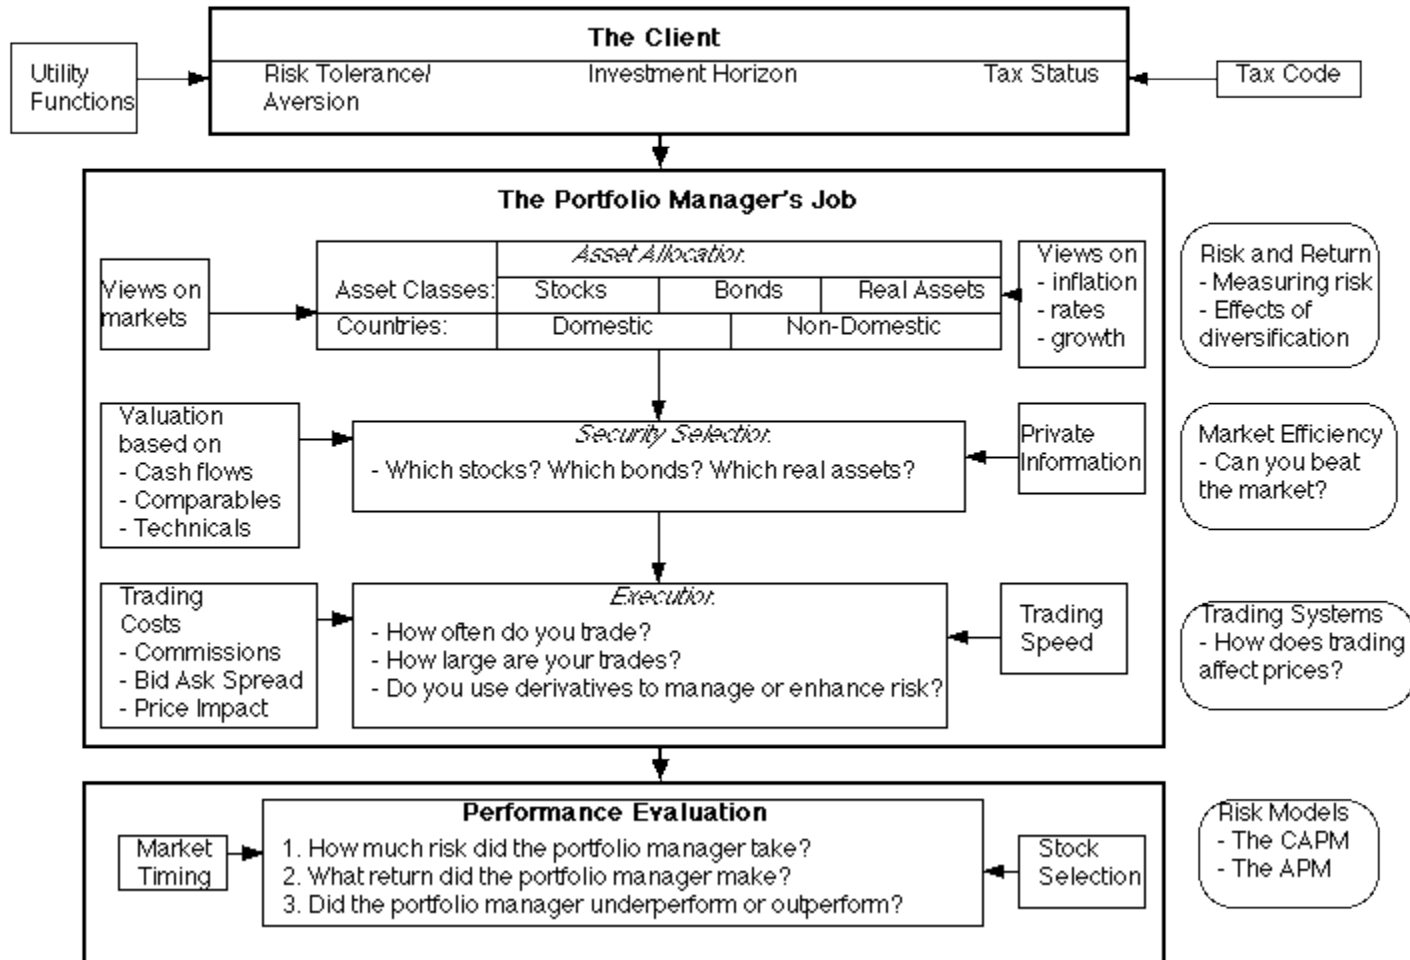 The Client
Utility
Functions
Risk Tolerance/
Aversion
Investment Horizon
Tax Status
Tax Code
The Portfolio Manager's Job
Views on
markets
Asset Allocation
Asset Classes:
Stocks
Bonds
Real Assets
Countries:
Domestic
Non-Domestic
Views on
- inflation
- rates
- growth
Risk and Return
- Measuring risk
- Effects of
diversification
Valuation
based on
- Cash flows
- Comparables
- Technicals
Security Selection
- Which stocks? Which bonds? Which real assets?
Private
Information
Market Efficiency
- Can you beat
the market?
Trading
Costs
- Commissions
- Bid Ask Spread
- Price Impact
Execution
- How often do you trade?
- How large are your trades?
- Do you use derivatives to manage or enhance risk?
Trading
Speed
Trading Systems
- How does trading
affect prices?
Performance Evaluation
Market
Timing
1. How much risk did the portfolio manager take?
2. What return did the portfolio manager make?
3. Did the portfolio manager underperform or outperform?
Stock
Selection
Risk Models
- The CAPM
- The APM